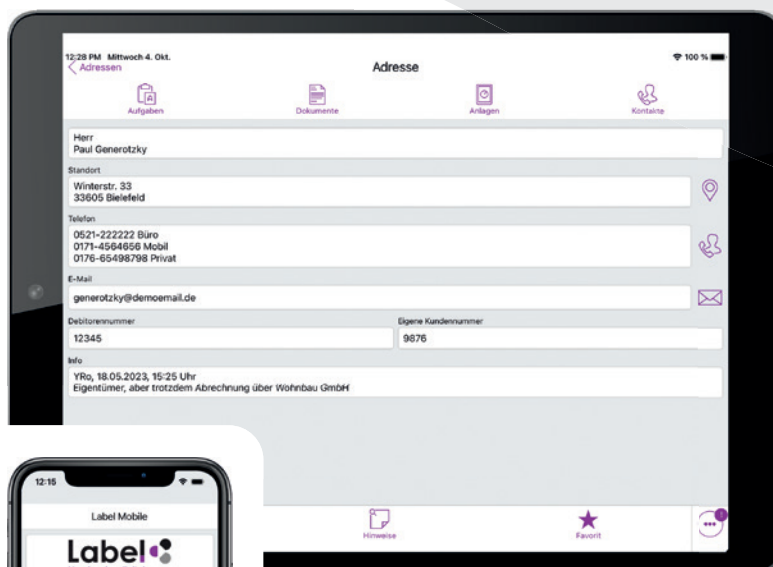 12:28 PM Mittwoch 4. Okt.
100 %
Adressen
Adresse
Aufgaben
Dokumente
Anlagen
Kontakte
Herr
Paul Generotzky
Standort
Winterstr. 33
33605 Bielefeld
Telefon
0521-222222 Büro
0171-4564656 Mobil
0176-65498798 Privat
E-Mail
generotzky@demoemail.de
Debitorennummer
Eigene Kundennummer
12345
9876
Info
YRo, 18.05.2023, 15:25 Uhr
Eigentümer, aber trotzdem Abrechnung über Wohnbau GmbH
Hinweise
Favorit
1
12:15
Label Mobile
Label